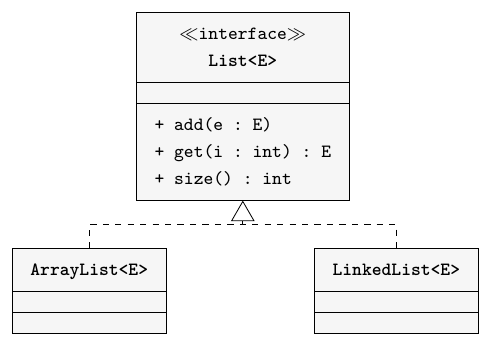 ≪interface≫
List<E>
+ add(e : E)
+ get(i : int) : E
+ size() : int
ArrayList<E>
LinkedList<E>